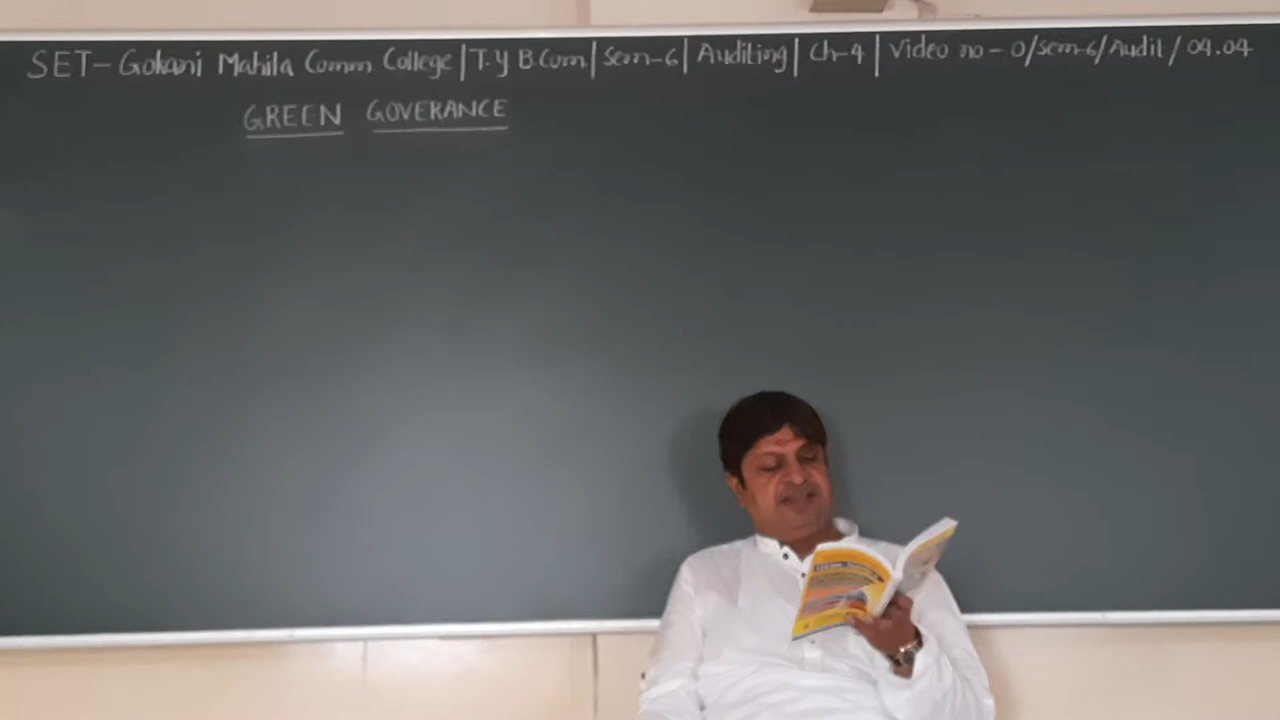 SET- Gokani Mahila Comm. College | T.Y B.Com | Sem-6 | Auditing | Ch-4 | Video no - 0/sem-6/Audit / 04.04
GREEN GOVERANCE